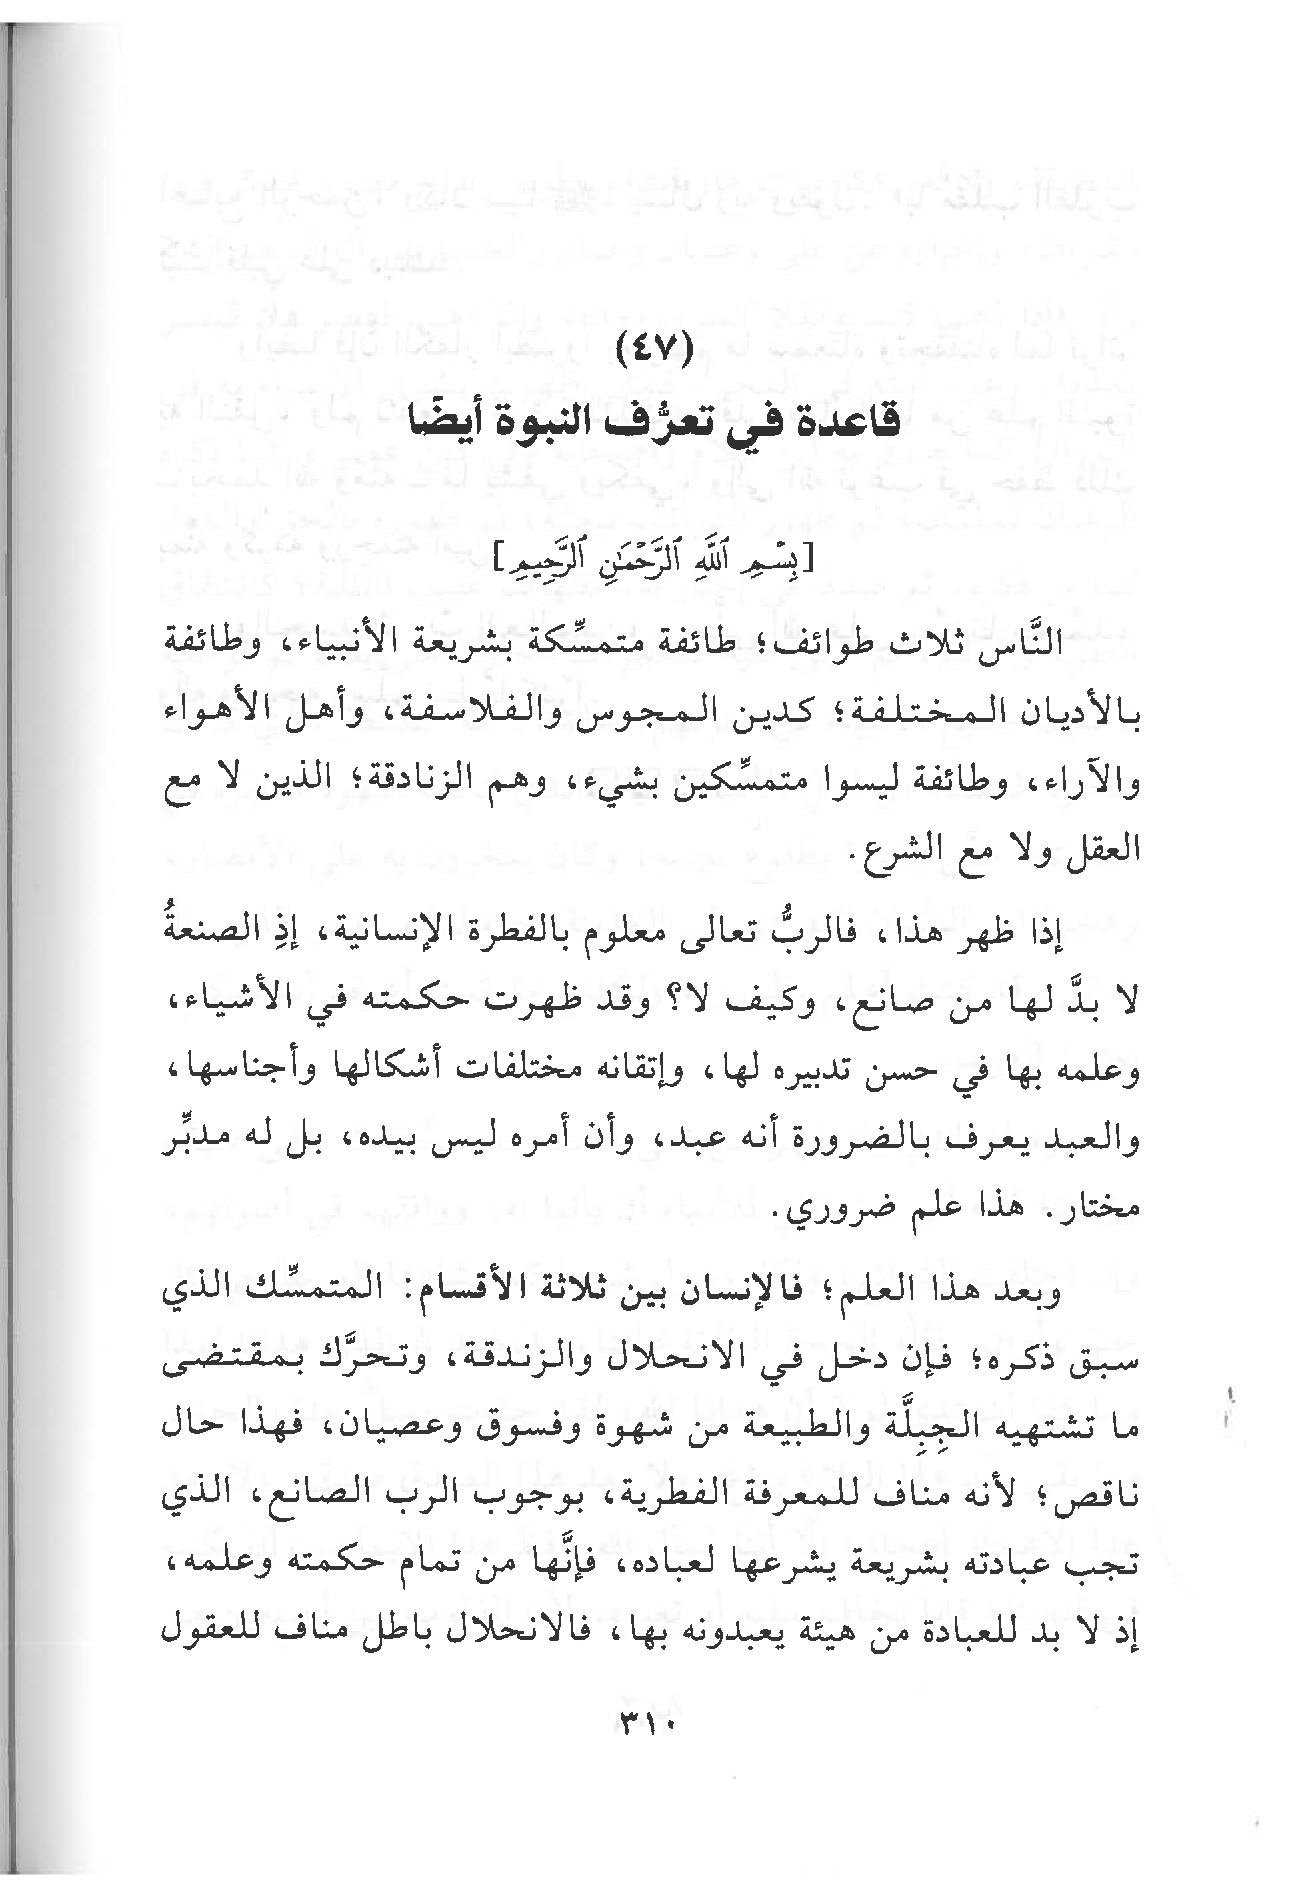 (٤٧)
قاعدة في تعرُّف النبوة أيضًا
[بِسْمِ ٱللَّهِ ٱلرَّحْمَٰنِ ٱلرَّحِيمِ]
النَّاس ثلاث طوائف؛ طائفة متمسِّكة بشريعة الأنبياء، وطائفة
بالأديان المختلفة؛ كدين المجوس والفلاسفة، وأهل الأهواء
والآراء، وطائفة ليسوا متمسِّكين بشيء، وهم الزنادقة؛ الذين لا مع
العقل ولا مع الشرع.
إذا ظهر هذا، فالربُّ تعالى معلوم بالفطرة الإنسانية، إذِ الصنعةُ
لا بدَّ لها من صانع، وكيف لا؟ وقد ظهرت حكمته في الأشياء،
وعلمه بها في حسن تدبيره لها، وإتقانه مختلفات أشكالها وأجناسها،
والعبد يعرف بالضرورة أنه عبد، وأن أمره ليس بيده، بل له مدبِّر
مختار. هذا علم ضروري.
وبعد هذا العلم؛ فالإنسان بين ثلاثة الأقسام: المتمسِّك الذي
سبق ذكره؛ فإن دخل في الانحلال والزندقة، وتحرَّك بمقتضى
ما تشتهيه الجِبِلَّة والطبيعة من شهوة وفسوق وعصيان، فهذا حال
ناقص؛ لأنه مناف للمعرفة الفطرية، بوجوب الرب الصانع، الذي
تجب عبادته بشريعة يشرعها لعباده، فإنَّها من تمام حكمته وعلمه،
إذ لا بد للعبادة من هيئة يعبدونه بها، فالانحلال باطل مناف للعقول
٣١٠